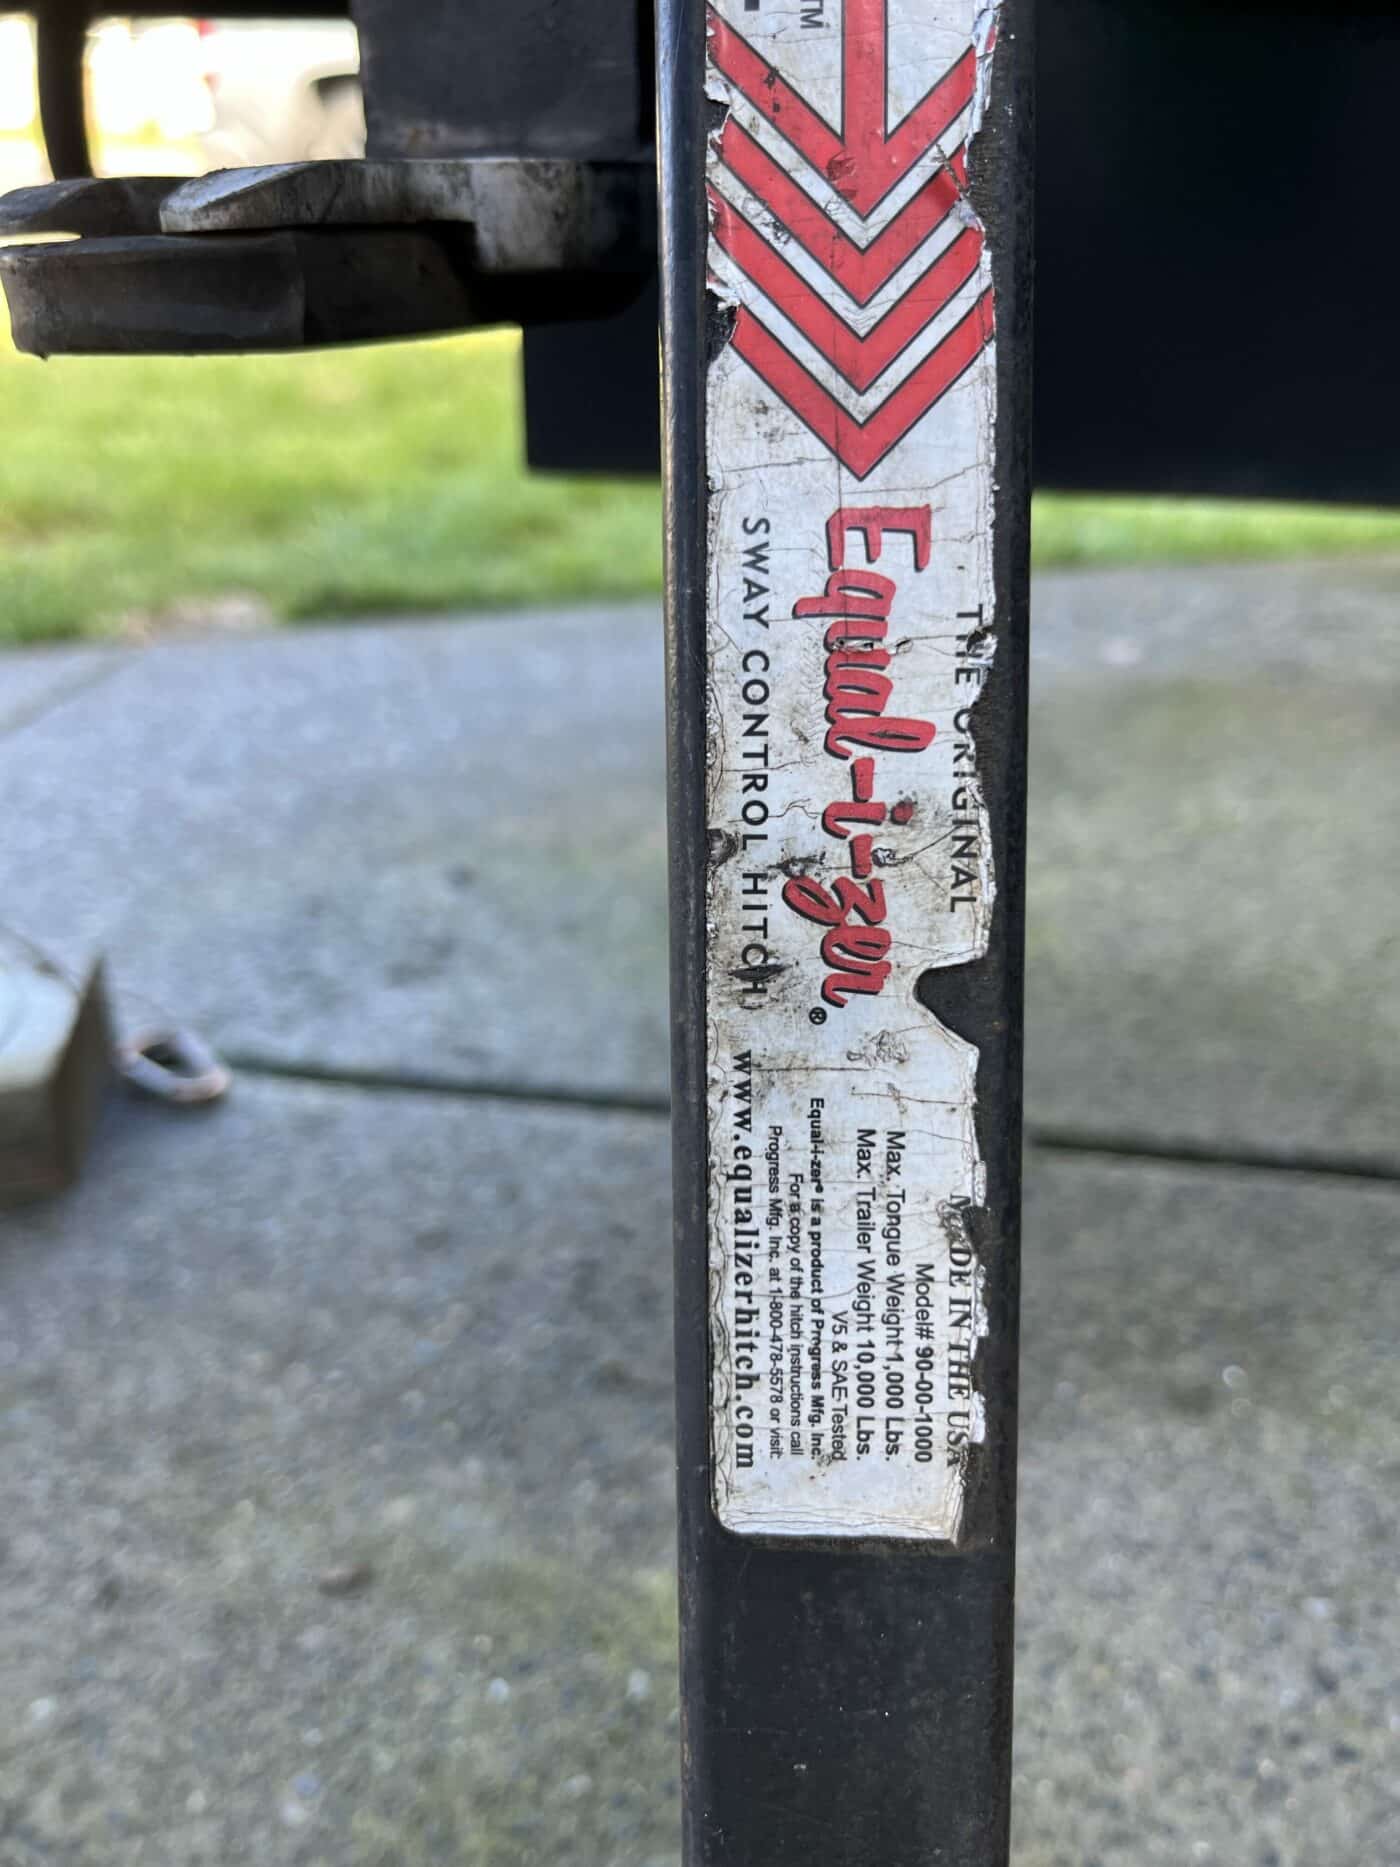 ™
THE ORIGINAL
Equal-i-zer®
SWAY CONTROL HITCH
MADE IN THE USA
Model# 90-00-1000
Max. Tongue Weight 1,000 Lbs.
Max. Trailer Weight 10,000 Lbs.
V5 & SAE Tested
Equal-i-zer® is a product of Progress Mfg. Inc.
For a copy of the hitch instructions call
Progress Mfg. Inc. at 1-800-478-5578 or visit:
www.equalizerhitch.com